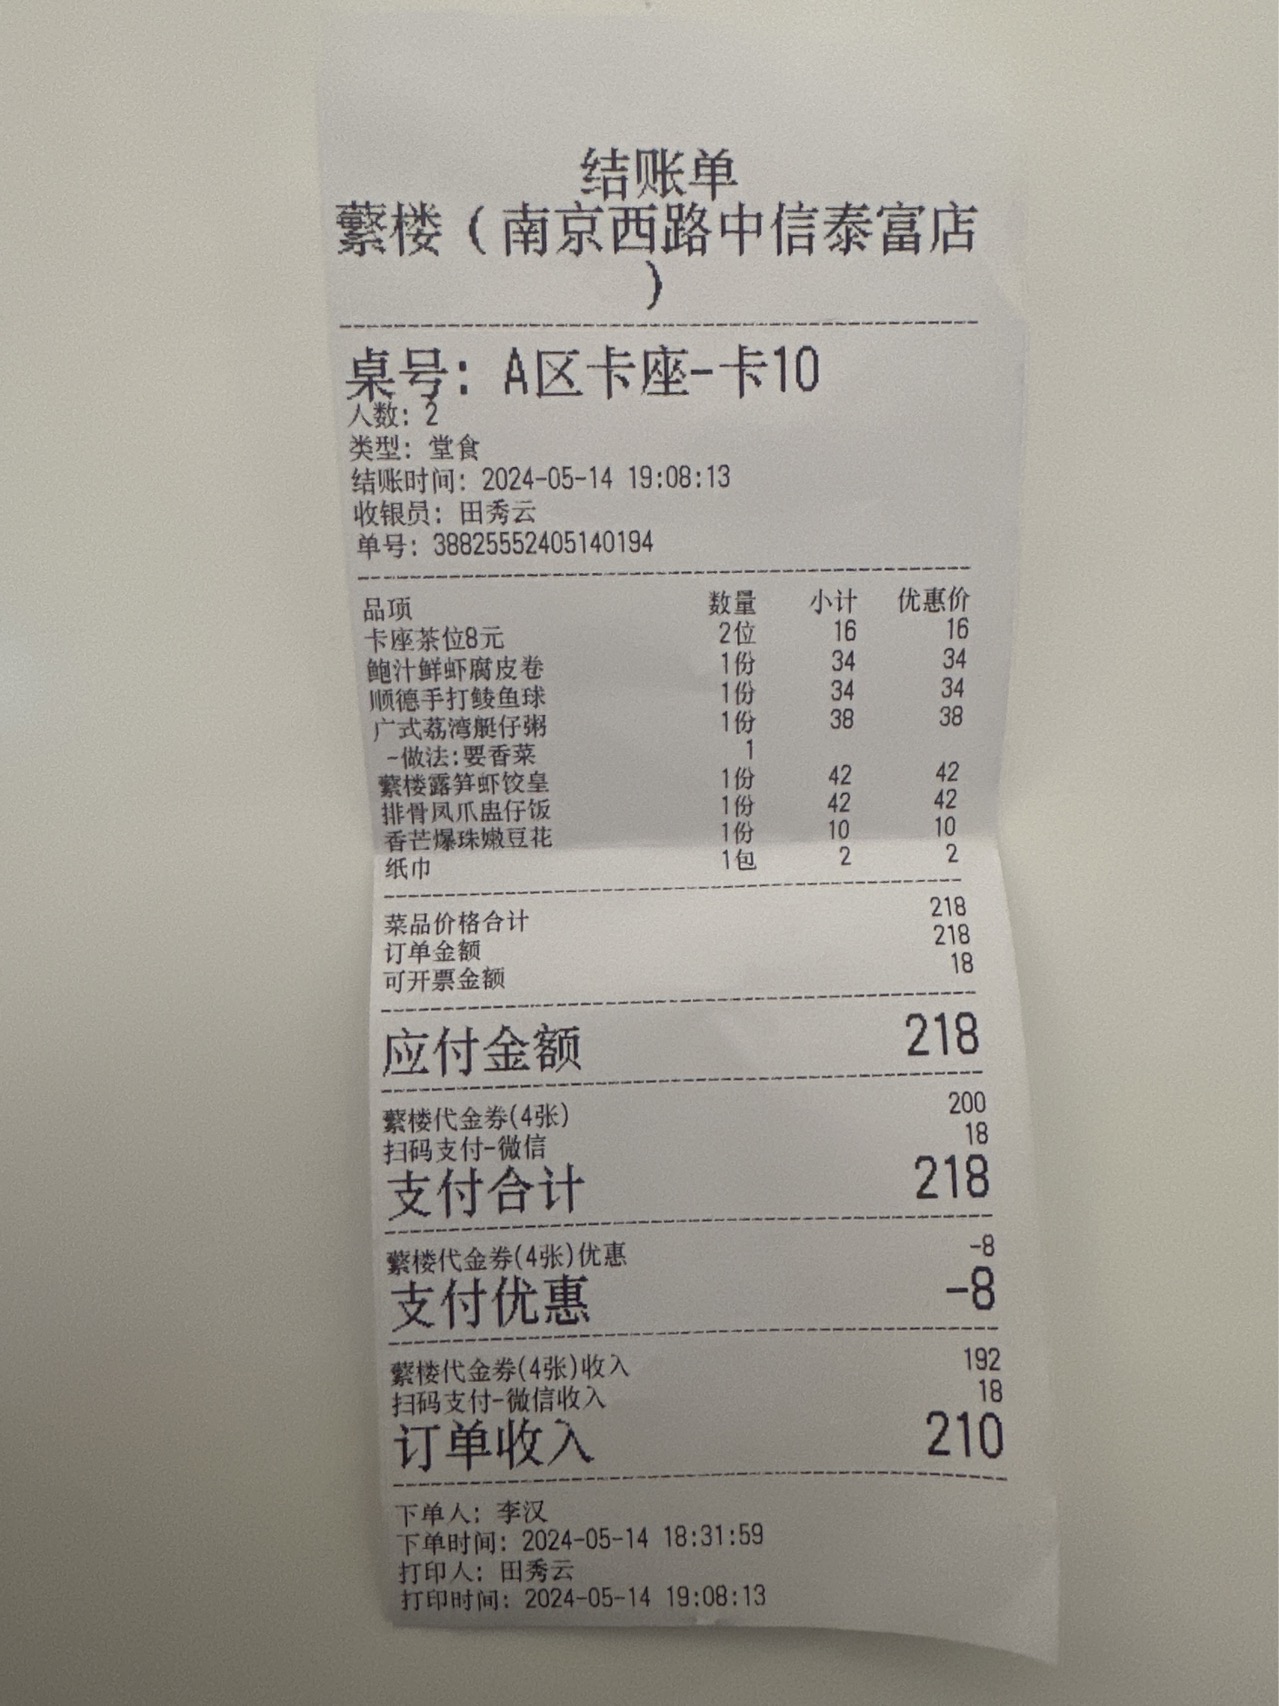 结账单
蘩楼（南京西路中信泰富店
）
桌号: A区卡座-卡10
人数: 2
类型: 堂食
结账时间: 2024-05-14 19:08:13
收银员: 田秀云
单号: 38825552405140194
品项 数量 小计 优惠价
卡座茶位8元 2位 16 16
鲍汁鲜虾腐皮卷 1份 34 34
顺德手打鲮鱼球 1份 34 34
广式荔湾艇仔粥 1份 38 38
-做法:要香菜 1
蘩楼露笋虾饺皇 1份 42 42
排骨凤爪盅仔饭 1份 42 42
香芒爆珠嫩豆花 1份 10 10
纸巾 1包 2 2
菜品价格合计 218
订单金额 218
可开票金额 18
应付金额 218
蘩楼代金券(4张) 200
扫码支付-微信 18
支付合计 218
蘩楼代金券(4张)优惠 -8
支付优惠 -8
蘩楼代金券(4张)收入 192
扫码支付-微信收入 18
订单收入 210
下单人: 李汉
下单时间: 2024-05-14 18:31:59
打印人: 田秀云
打印时间: 2024-05-14 19:08:13